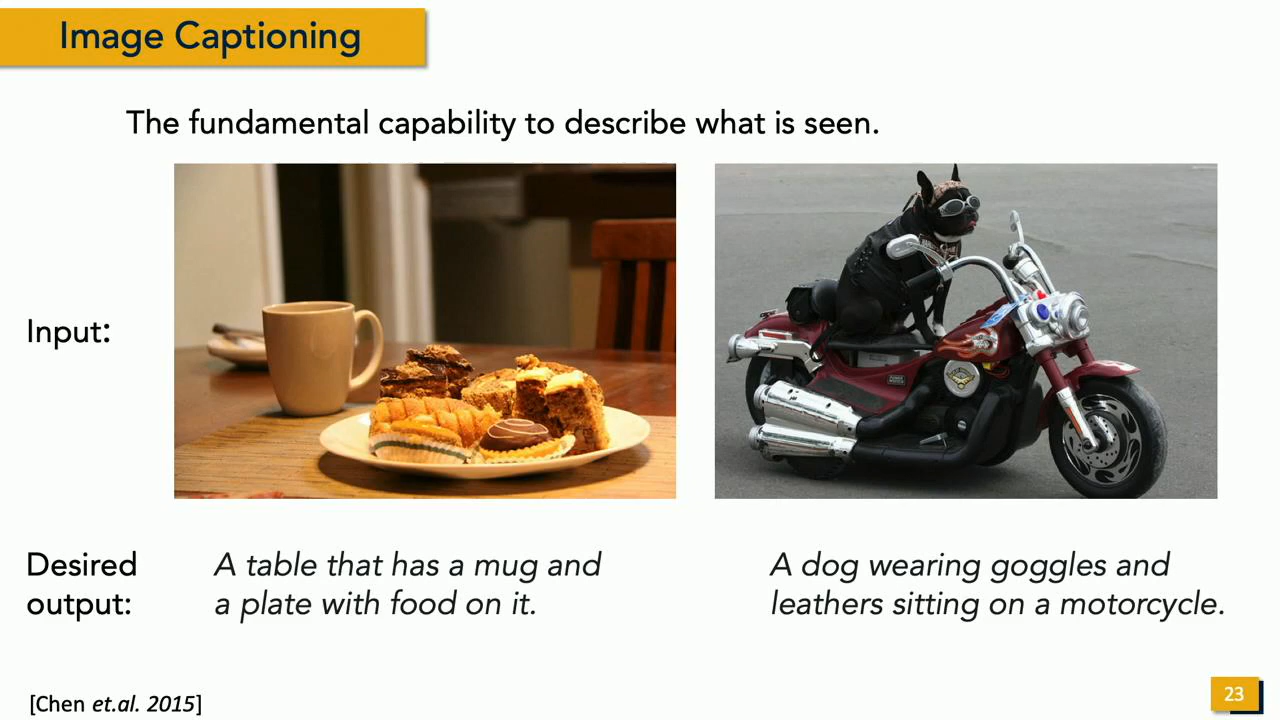 Image Captioning
The fundamental capability to describe what is seen.
Input:
Desired
output:
A table that has a mug and
a plate with food on it.
A dog wearing goggles and
leathers sitting on a motorcycle.
[Chen et.al. 2015]
23